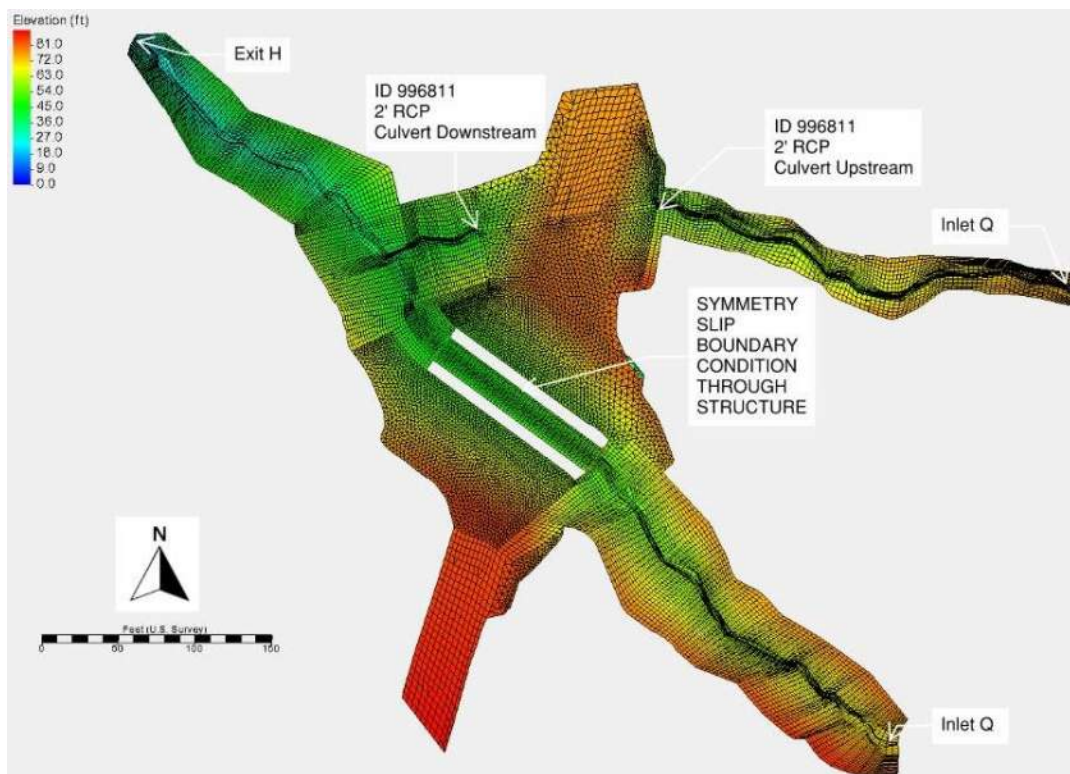 Elevation (ft)
81.0
72.0
63.0
54.0
45.0
36.0
27.0
18.0
9.0
0.0
Exit H
ID 996811
2' RCP
Culvert Downstream
ID 996811
2' RCP
Culvert Upstream
Inlet Q
SYMMETRY
SLIP
BOUNDARY
CONDITION
THROUGH
STRUCTURE
N
Feet (U.S. Survey)
0 50 100 150
Inlet Q